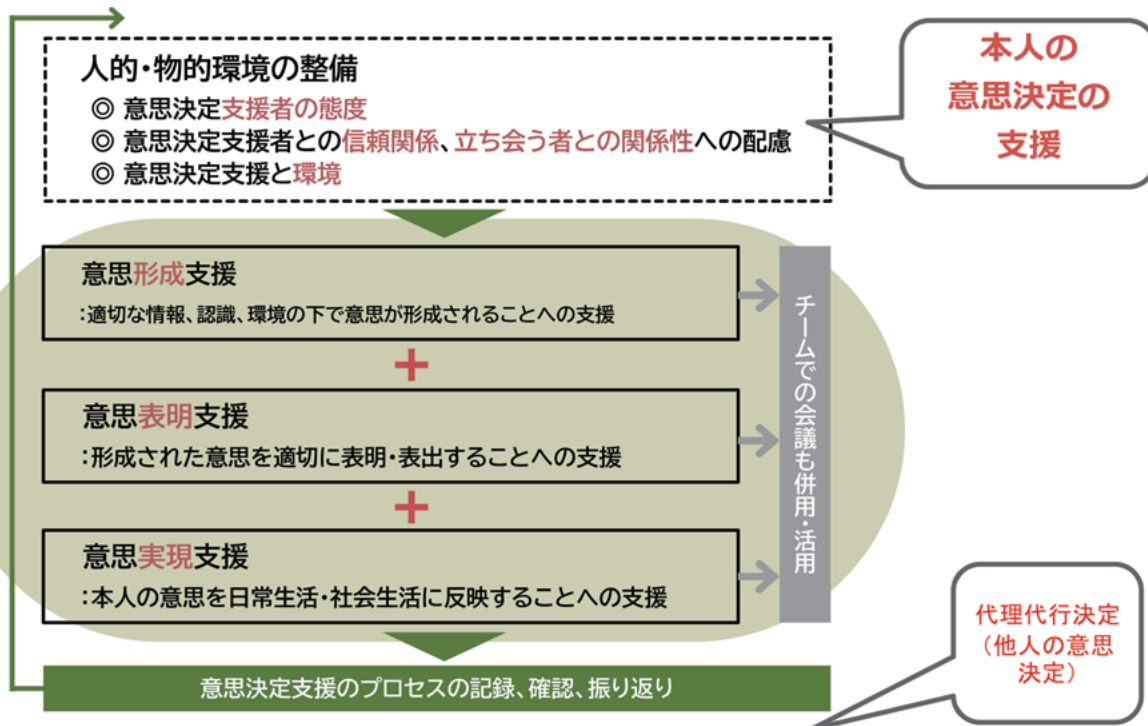 人的・物的環境の整備
◎ 意思決定支援者の態度
◎ 意思決定支援者との信頼関係、立ち会う者との関係性への配慮
◎ 意思決定支援と環境
本人の
意思決定の
支援
意思形成支援
:適切な情報、認識、環境の下で意思が形成されることへの支援
+
意思表明支援
:形成された意思を適切に表明・表出することへの支援
+
意思実現支援
:本人の意思を日常生活・社会生活に反映することへの支援
チームでの会議も併用・活用
意思決定支援のプロセスの記録、確認、振り返り
代理代行決定
(他人の意思
決定)